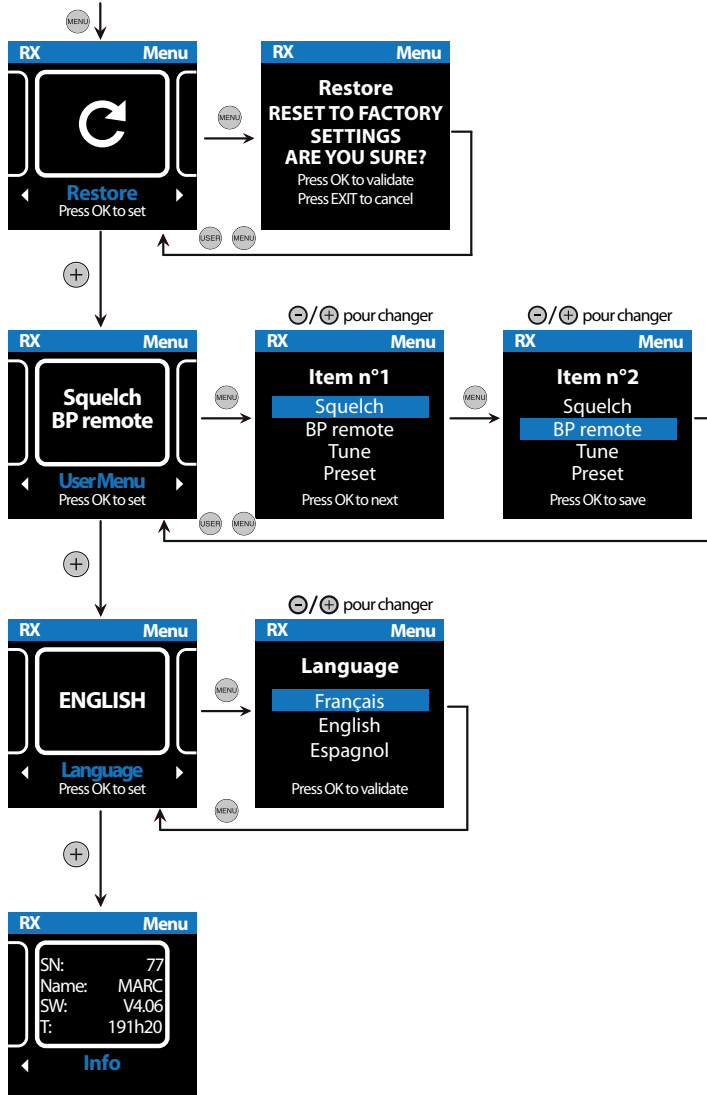 MENU
RX Menu
Restore
Press OK to set
MENU
RX Menu
Restore
RESET TO FACTORY
SETTINGS
ARE YOU SURE?
Press OK to validate
Press EXIT to cancel
USER MENU
+
RX Menu
Squelch
BP remote
User Menu
Press OK to set
MENU
-/+ pour changer
RX Menu
Item n°1
Squelch
BP remote
Tune
Preset
Press OK to next
MENU
-/+ pour changer
RX Menu
Item n°2
Squelch
BP remote
Tune
Preset
Press OK to save
USER MENU
+
RX Menu
ENGLISH
Language
Press OK to set
MENU
-/+ pour changer
RX Menu
Language
Français
English
Espagnol
Press OK to validate
MENU
+
RX Menu
SN: 77
Name: MARC
SW: V4.06
T: 191h20
Info